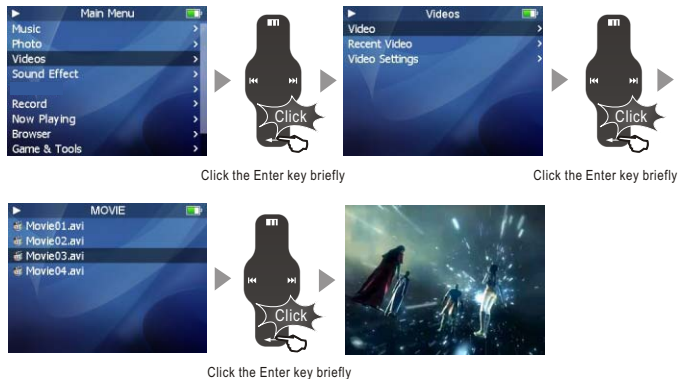 Main Menu
Music
Photo
Videos
Sound Effect
Record
Now Playing
Browser
Game & Tools
Click
Click the Enter key briefly
Videos
Video
Recent Video
Video Settings
Click
Click the Enter key briefly
MOVIE
Movie01.avi
Movie02.avi
Movie03.avi
Movie04.avi
Click
Click the Enter key briefly